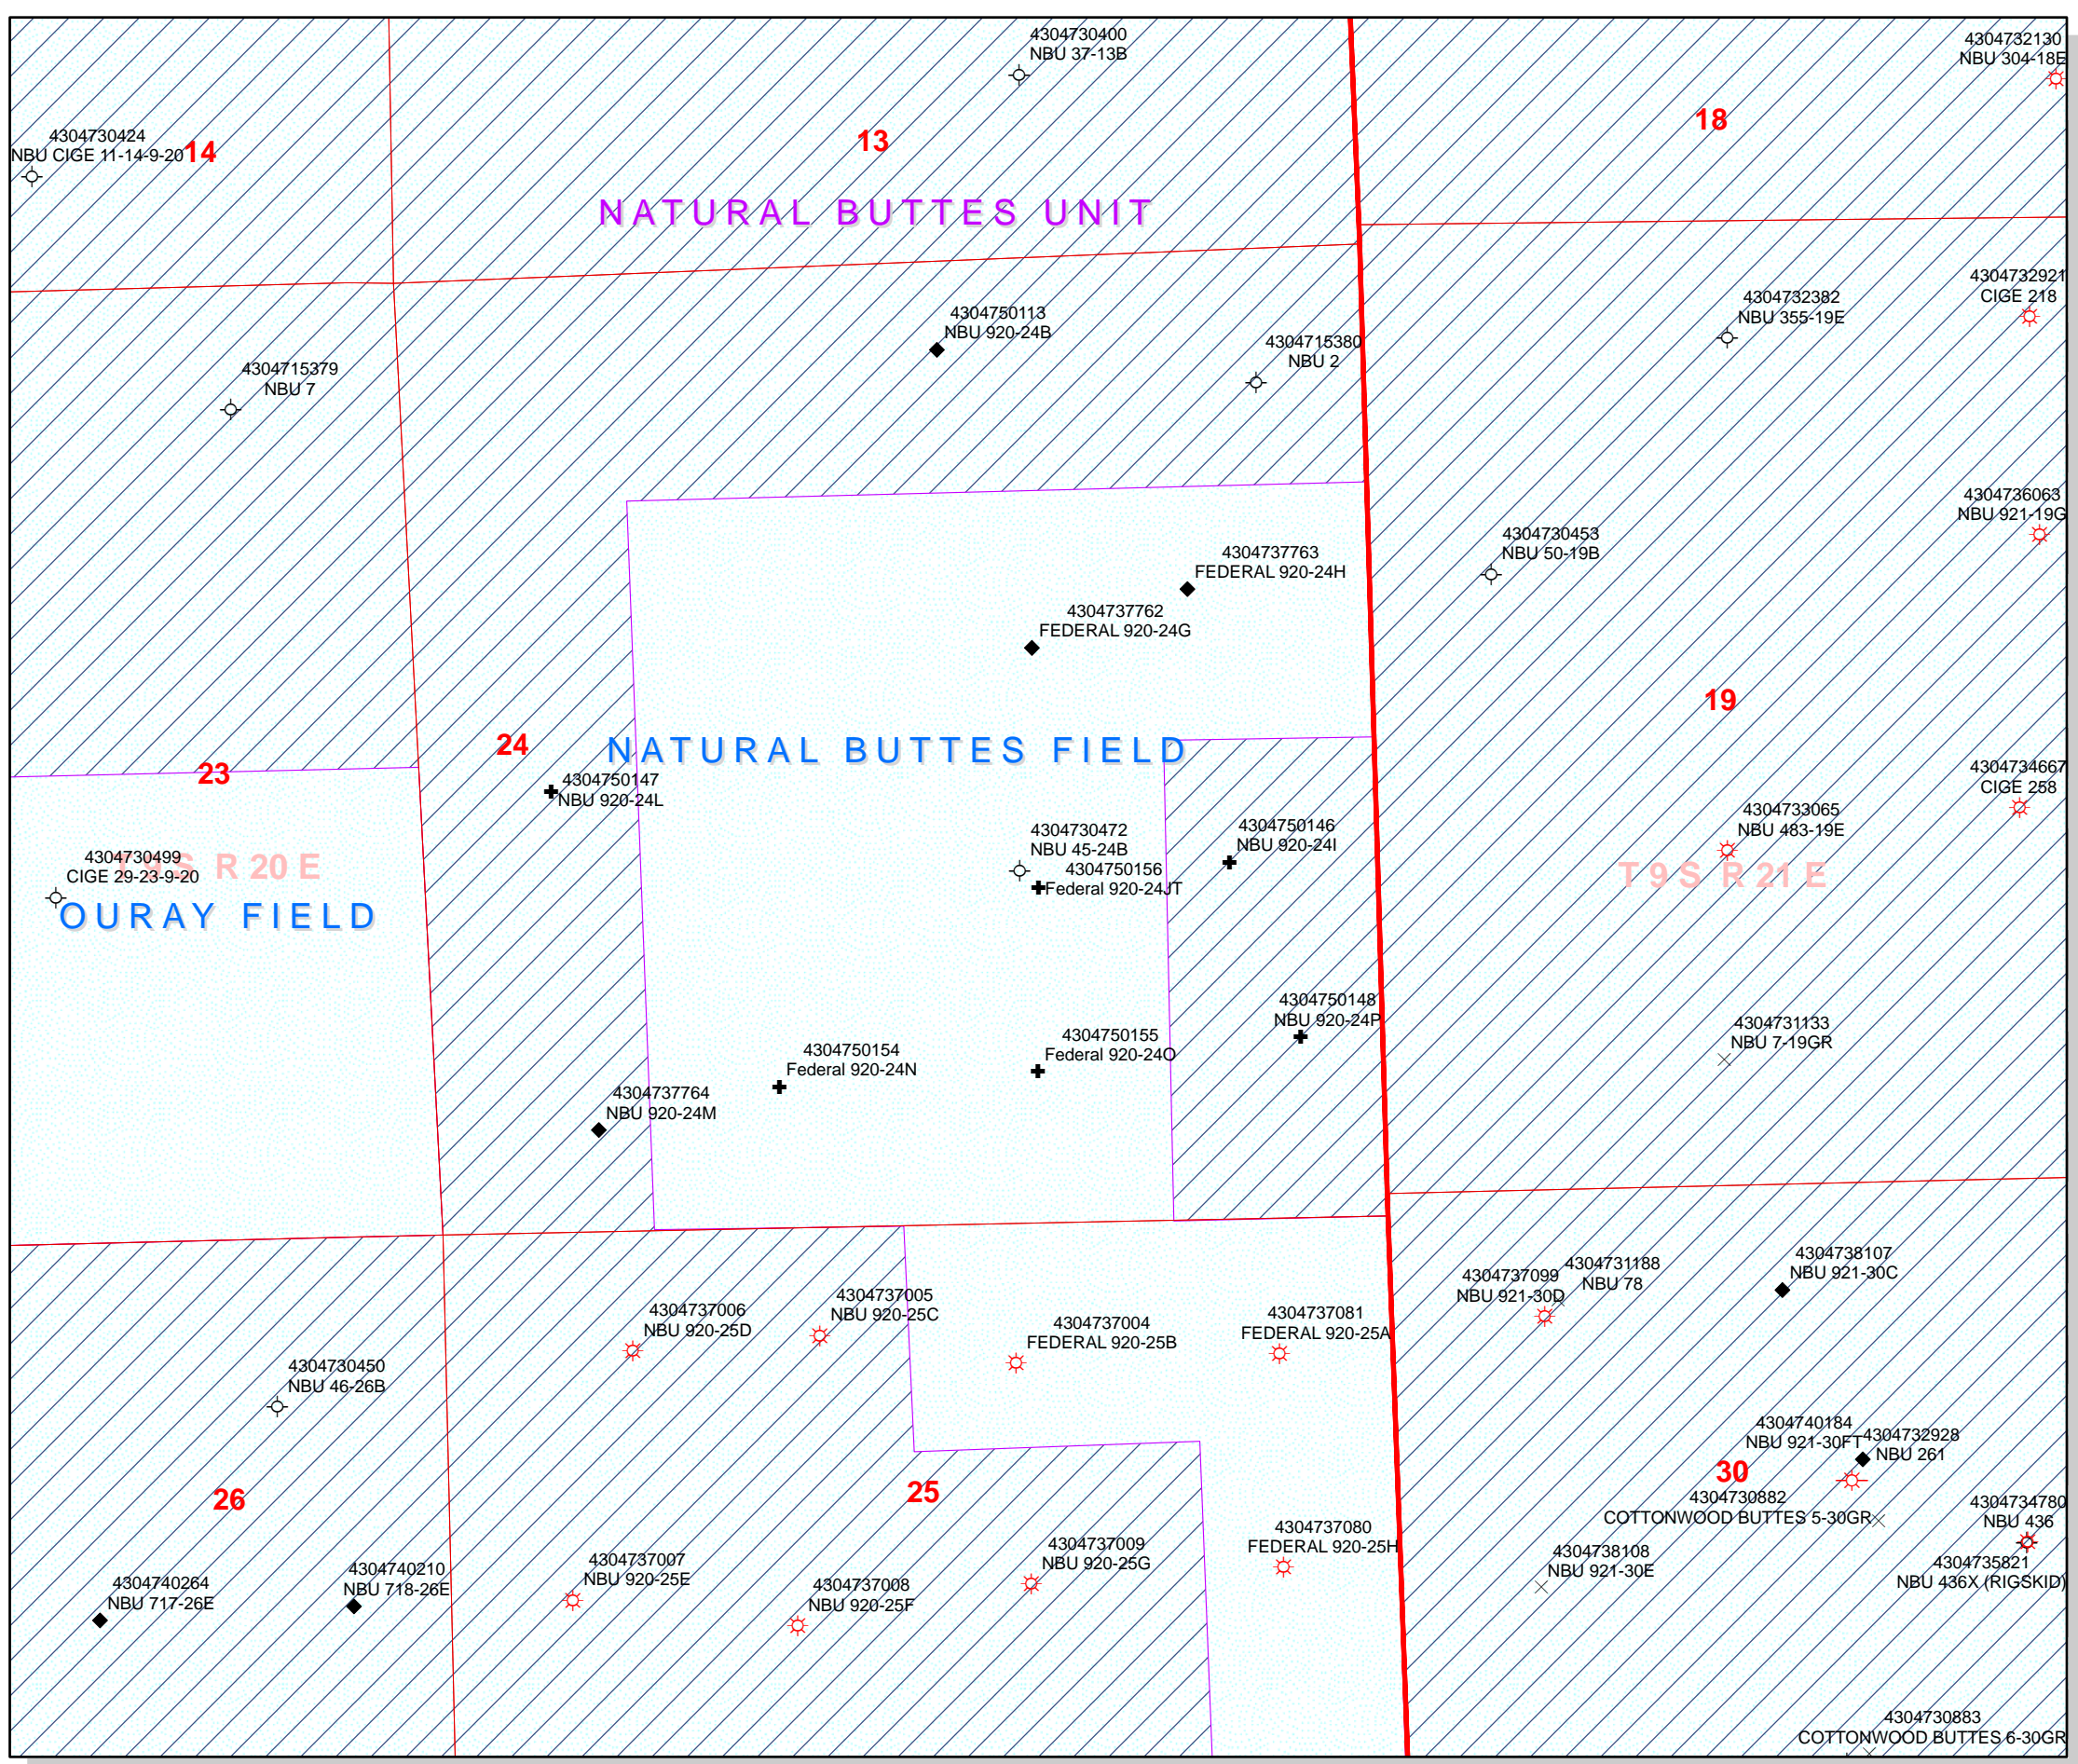 4304730400
NBU 37-13B
4304732130
NBU 304-18E
4304730424
NBU CIGE 11-14-9-20
14
13
18
NATURAL BUTTES UNIT
4304732921
CIGE 218
4304732382
NBU 355-19E
4304750113
NBU 920-24B
4304715380
NBU 2
4304715379
NBU 7
4304736063
NBU 921-19G
4304730453
NBU 50-19B
4304737763
FEDERAL 920-24H
4304737762
FEDERAL 920-24G
19
24
NATURAL BUTTES FIELD
23
4304750147
NBU 920-24L
4304734667
CIGE 258
4304733065
NBU 483-19E
4304730472
NBU 45-24B
4304750146
NBU 920-24I
4304750156
Federal 920-24JT
4304730499
CIGE 29-23-9-20
T 9 S R 20 E
T 9 S R 21 E
OURAY FIELD
4304750148
NBU 920-24P
4304731133
NBU 7-19GR
4304750155
Federal 920-24O
4304750154
Federal 920-24N
4304737764
NBU 920-24M
4304738107
NBU 921-30C
4304731188
NBU 78
4304737099
NBU 921-30D
4304737005
NBU 920-25C
4304737006
NBU 920-25D
4304737004
FEDERAL 920-25B
4304737081
FEDERAL 920-25A
4304730450
NBU 46-26B
4304740184
NBU 921-30FT
4304732928
NBU 261
30
26
25
4304730882
COTTONWOOD BUTTES 5-30GR
4304734780
NBU 436
4304737080
FEDERAL 920-25H
4304737009
NBU 920-25G
4304738108
NBU 921-30E
4304735821
NBU 436X (RIGSKID)
4304737007
NBU 920-25E
4304740210
NBU 718-26E
4304740264
NBU 717-26E
4304737008
NBU 920-25F
4304730883
COTTONWOOD BUTTES 6-30GR